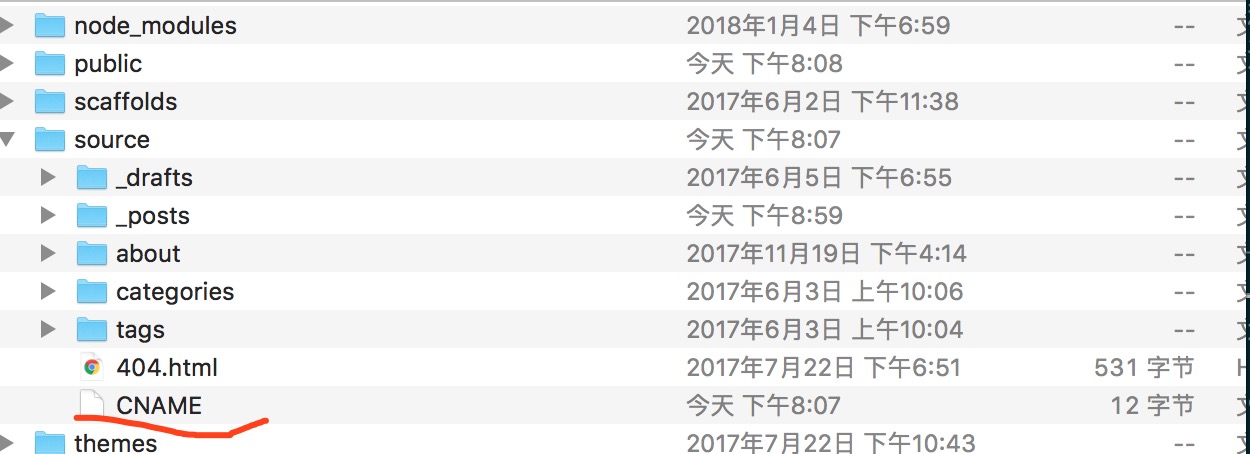 node_modules 2018年1月4日 下午6:59 --
public 今天 下午8:08 --
scaffolds 2017年6月2日 下午11:38 --
source 今天 下午8:07 --
_drafts 2017年6月5日 下午6:55 --
_posts 今天 下午8:59 --
about 2017年11月19日 下午4:14 --
categories 2017年6月3日 上午10:06 --
tags 2017年6月3日 上午10:04 --
404.html 2017年7月22日 下午6:51 531 字节
CNAME 今天 下午8:07 12 字节
themes 2017年7月22日 下午10:43 --